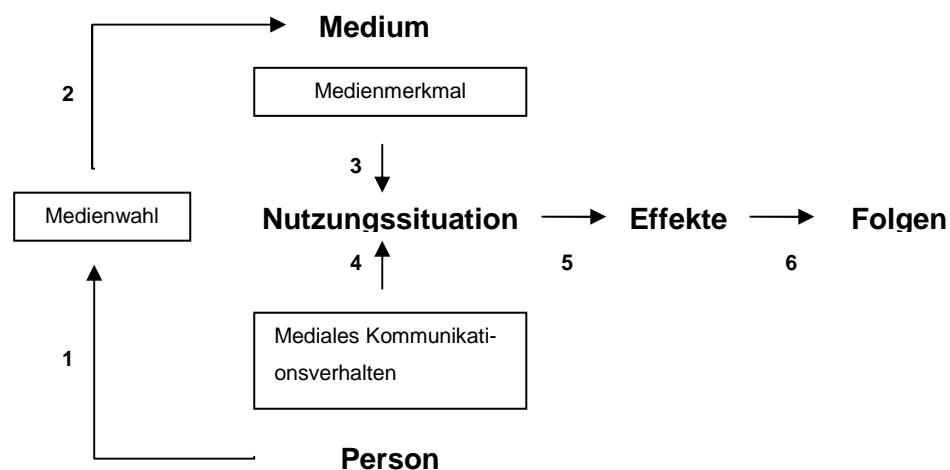 Medium
2
Medienmerkmal
3
Medienwahl
Nutzungssituation
Effekte
Folgen
4
5
6
1
Mediales Kommunikati-
onsverhalten
Person